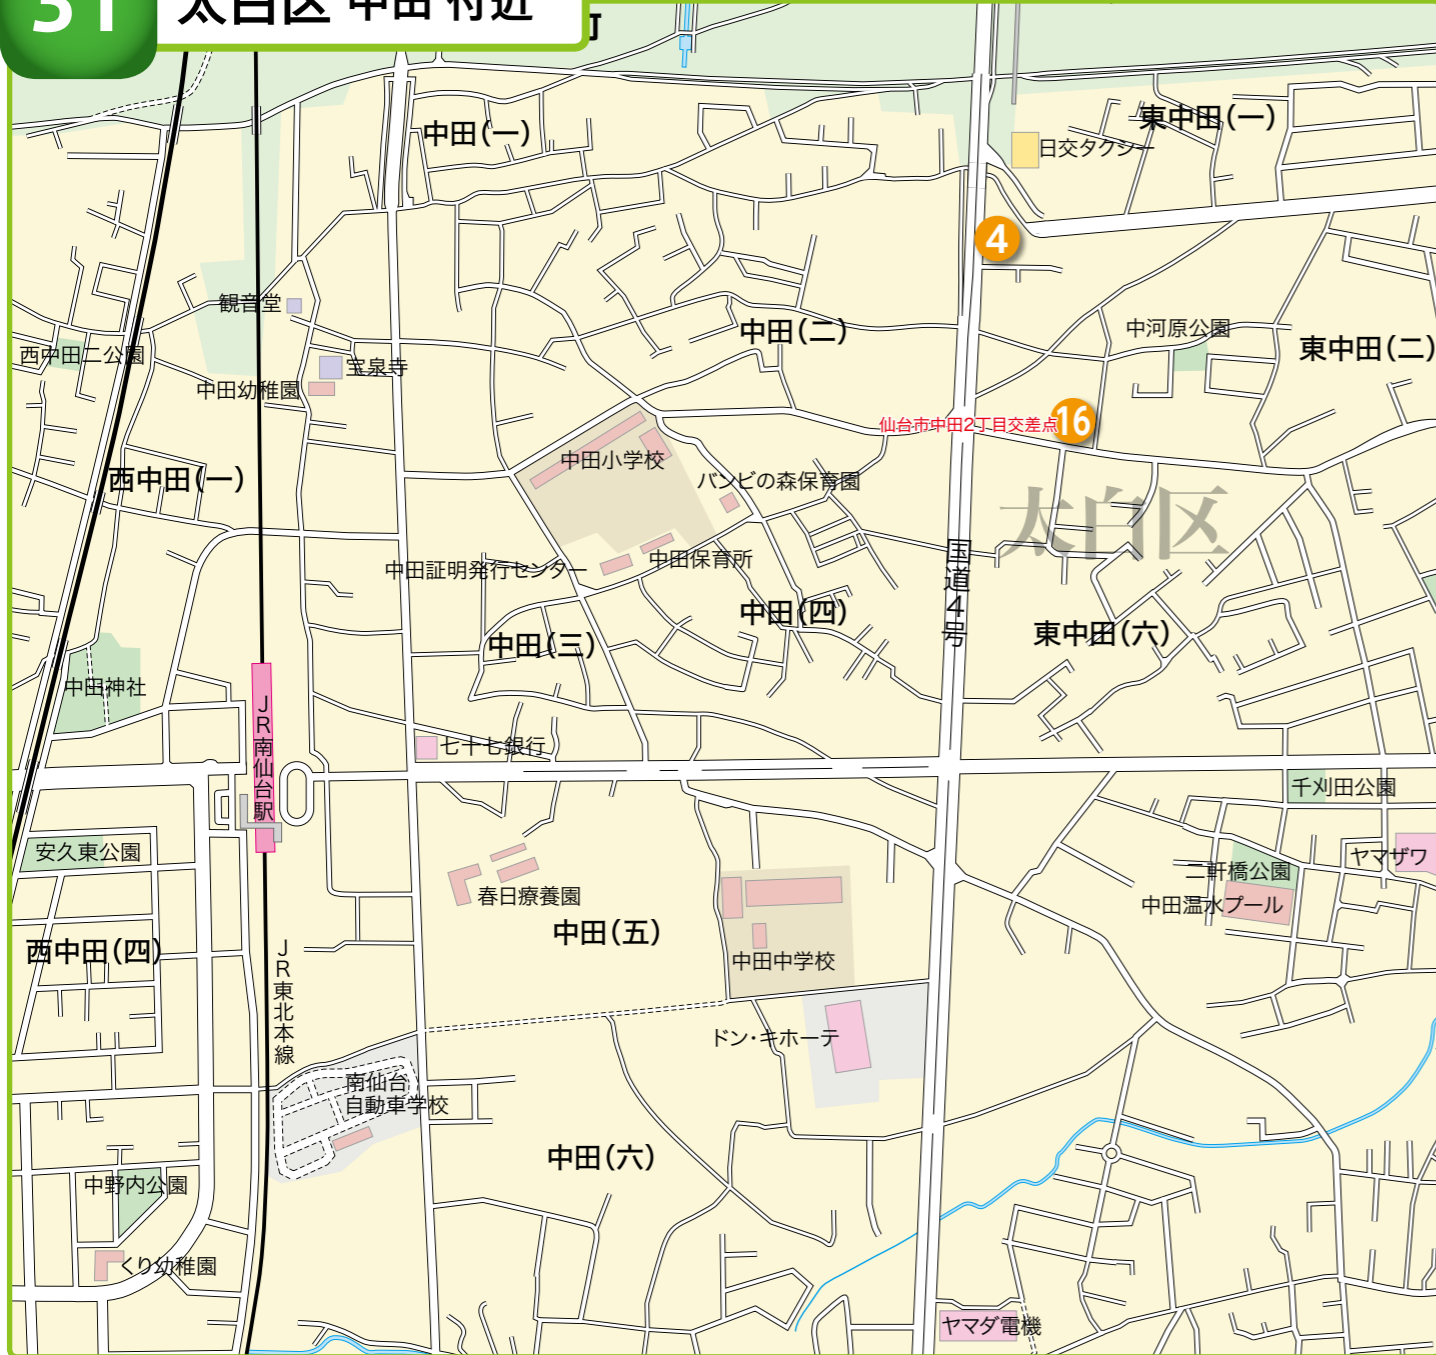 31
太白区 中田 付近
町
中田(一)
東中田(一)
日交タクシー
4
観音堂
中田(二)
中河原公園
東中田(二)
西中田二公園
宝泉寺
中田幼稚園
仙台市中田2丁目交差点
16
中田小学校
西中田(一)
バンビの森保育園
太白区
国道4号
中田保育所
中田証明発行センター
中田(四)
東中田(六)
中田(三)
中田神社
JR南仙台駅
七十七銀行
千刈田公園
安久東公園
ヤマザワ
二軒橋公園
春日療養園
中田温水プール
中田(五)
西中田(四)
中田中学校
JR東北本線
ドン・キホーテ
南仙台
自動車学校
中田(六)
中野内公園
くり幼稚園
ヤマダ電機